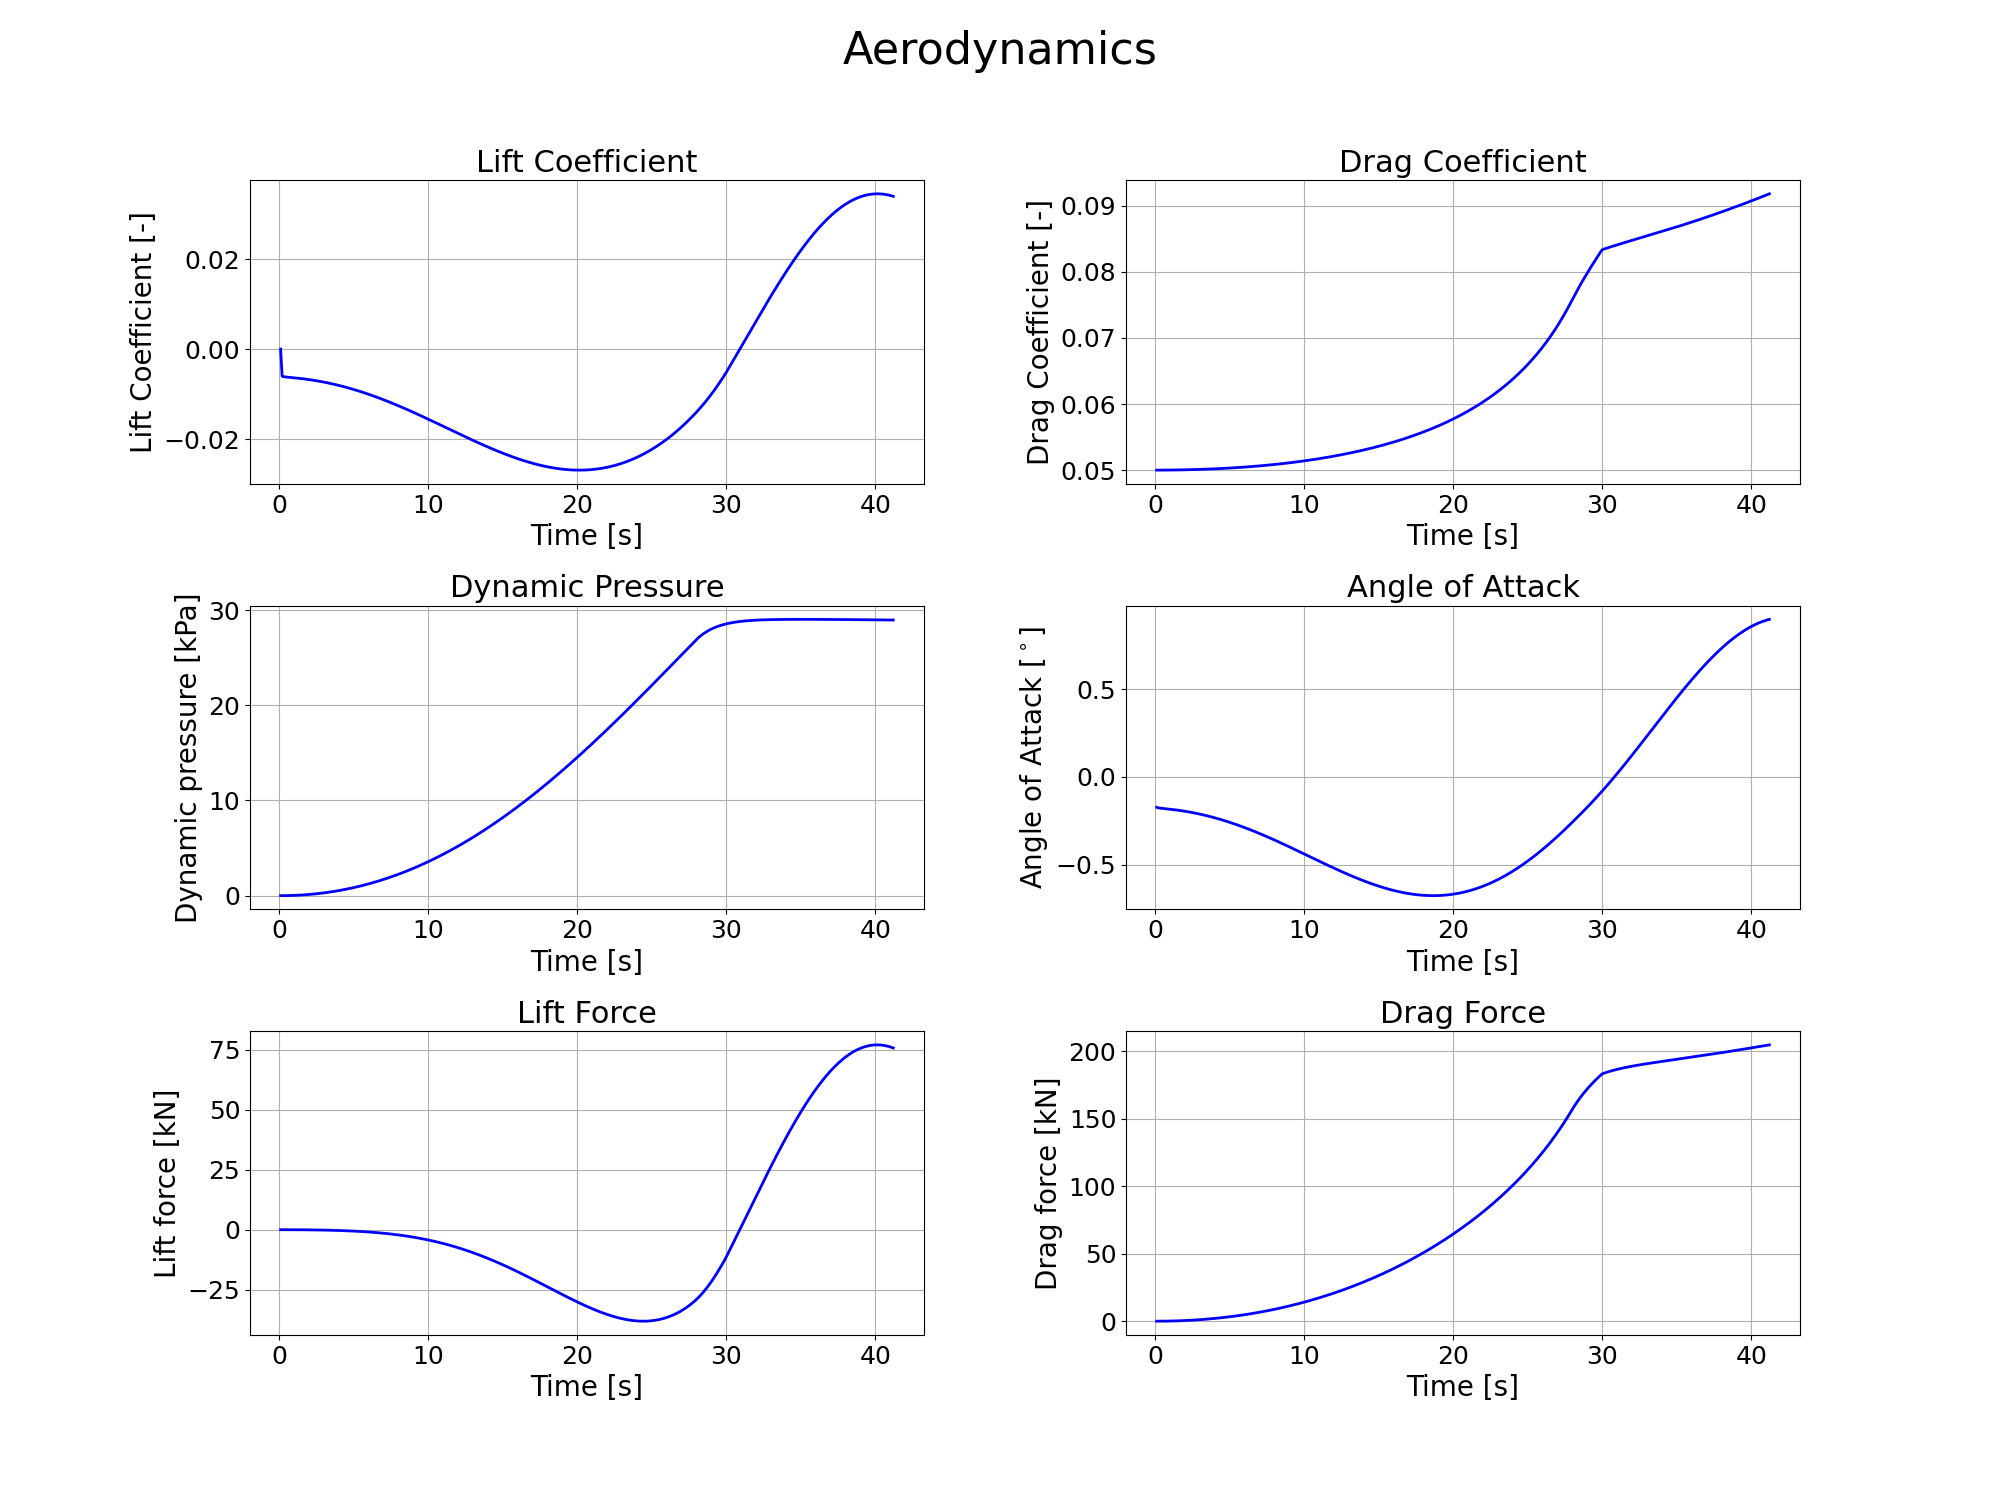 Aerodynamics
Lift Coefficient
Lift Coefficient [-]
0.02
0.00
−0.02
0 10 20 30 40
Time [s]
Drag Coefficient
Drag Coefficient [-]
0.09
0.08
0.07
0.06
0.05
0 10 20 30 40
Time [s]
Dynamic Pressure
Dynamic pressure [kPa]
30
20
10
0
0 10 20 30 40
Time [s]
Angle of Attack
Angle of Attack [°]
0.5
0.0
−0.5
0 10 20 30 40
Time [s]
Lift Force
Lift force [kN]
75
50
25
0
−25
0 10 20 30 40
Time [s]
Drag Force
Drag force [kN]
200
150
100
50
0
0 10 20 30 40
Time [s]